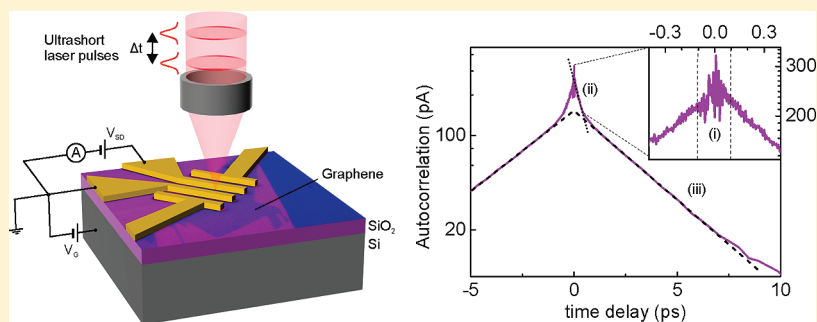 Ultrashort
laser pulses
Δt
A
V_SD
V_G
Graphene
SiO₂
Si
-0.3 0.0 0.3
300
200
(i)
(ii)
(iii)
100
20
Autocorrelation (pA)
-5 0 5 10
time delay (ps)